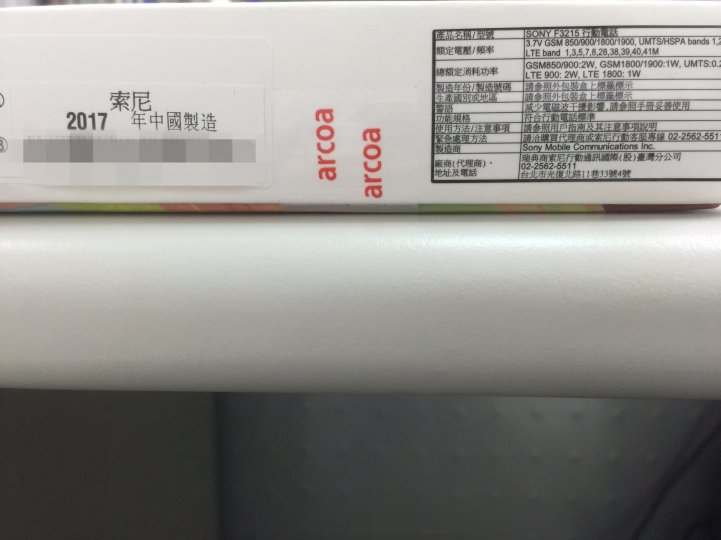 索尼
2017 年中國製造
arcoa
arcoa
產品名稱/型號 SONY F3215 行動電話
額定電壓/頻率 3.7V GSM 850/900/1800/1900, UMTS/HSPA bands 1,2
LTE band 1,3,5,7,8,28,38,39,40,41M
總額定消耗功率 GSM850/900:2W, GSM1800/1900:1W, UMTS:0.2
LTE 900: 2W, LTE 1800: 1W
製造年份/製造號碼 請參照外包裝盒上標籤標示
生產國別或地區 請參照外包裝盒上標籤標示
警語 減少電磁波干擾影響,請參照手冊妥善使用
功能規格 符合行動電話標準
使用方法/注意事項 請參照用戶指南及其注意事項說明
緊急處理方法 請洽購買代理商或索尼行動客服專線 02-2562-551
製造商 Sony Mobile Communications Inc.
廠商(代理商)、地址及電話 瑞典商索尼行動通訊國際(股)臺灣分公司
02-2562-5511
台北市光復北路11巷33號4號